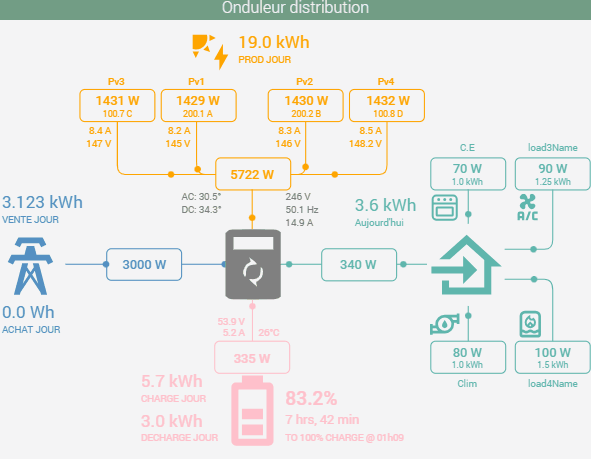 Onduleur distribution
19.0 kWh
PROD JOUR
Pv3
1431 W
100.7 C
8.4 A
147 V
Pv1
1429 W
200.1 A
8.2 A
145 V
Pv2
1430 W
200.2 B
8.3 A
146 V
Pv4
1432 W
100.8 D
8.5 A
148.2 V
5722 W
AC: 30.5°
DC: 34.3°
246 V
50.1 Hz
14.9 A
3.123 kWh
VENTE JOUR
3000 W
0.0 Wh
ACHAT JOUR
3.6 kWh
Aujourd'hui
340 W
C.E
70 W
1.0 kWh
load3Name
90 W
1.25 kWh
A/C
80 W
1.0 kWh
Clim
100 W
1.5 kWh
load4Name
53.9 V
5.2 A
26°C
335 W
5.7 kWh
CHARGE JOUR
3.0 kWh
DECHARGE JOUR
83.2%
7 hrs, 42 min
TO 100% CHARGE @ 01h09